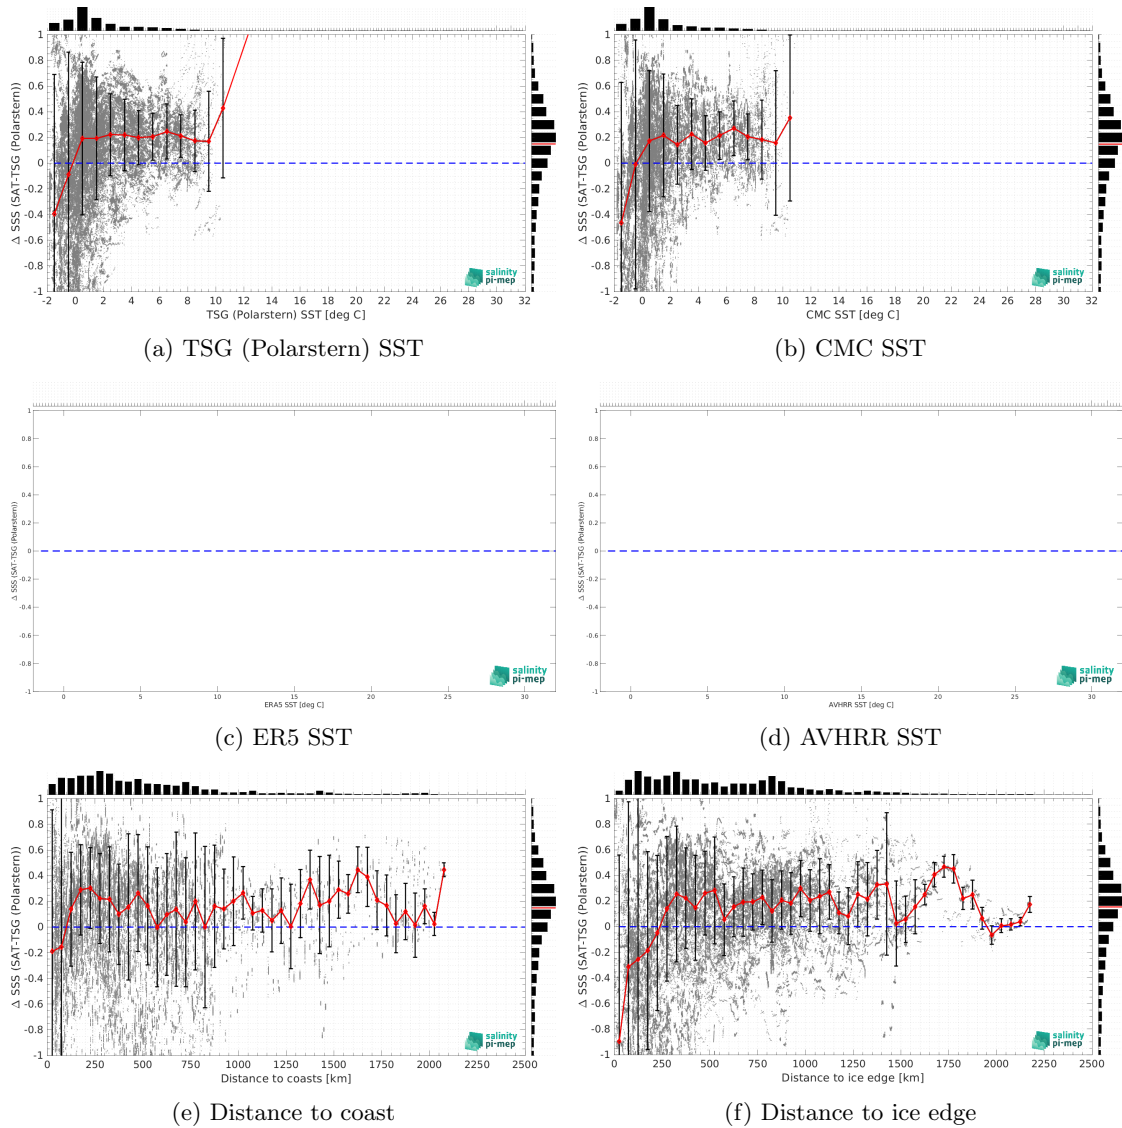 1
0.8
0.6
0.4
0.2
0
-0.2
-0.4
-0.6
-0.8
-1
Δ SSS (SAT-TSG (Polarstern))
-2 0 2 4 6 8 10 12 14 16 18 20 22 24 26 28 30 32
TSG (Polarstern) SST [deg C]
salinity
pi-mep
(a) TSG (Polarstern) SST
1
0.8
0.6
0.4
0.2
0
-0.2
-0.4
-0.6
-0.8
-1
Δ SSS (SAT-TSG (Polarstern))
-2 0 2 4 6 8 10 12 14 16 18 20 22 24 26 28 30 32
CMC SST [deg C]
salinity
pi-mep
(b) CMC SST
1
0.8
0.6
0.4
0.2
0
-0.2
-0.4
-0.6
-0.8
-1
Δ SSS (SAT-TSG (Polarstern))
0 5 10 15 20 25 30
ERA5 SST [deg C]
salinity
pi-mep
(c) ER5 SST
1
0.8
0.6
0.4
0.2
0
-0.2
-0.4
-0.6
-0.8
-1
Δ SSS (SAT-TSG (Polarstern))
0 5 10 15 20 25 30
AVHRR SST [deg C]
salinity
pi-mep
(d) AVHRR SST
1
0.8
0.6
0.4
0.2
0
-0.2
-0.4
-0.6
-0.8
-1
Δ SSS (SAT-TSG (Polarstern))
0 250 500 750 1000 1250 1500 1750 2000 2250 2500
Distance to coasts [km]
salinity
pi-mep
(e) Distance to coast
1
0.8
0.6
0.4
0.2
0
-0.2
-0.4
-0.6
-0.8
-1
Δ SSS (SAT-TSG (Polarstern))
0 250 500 750 1000 1250 1500 1750 2000 2250 2500
Distance to ice edge [km]
salinity
pi-mep
(f) Distance to ice edge